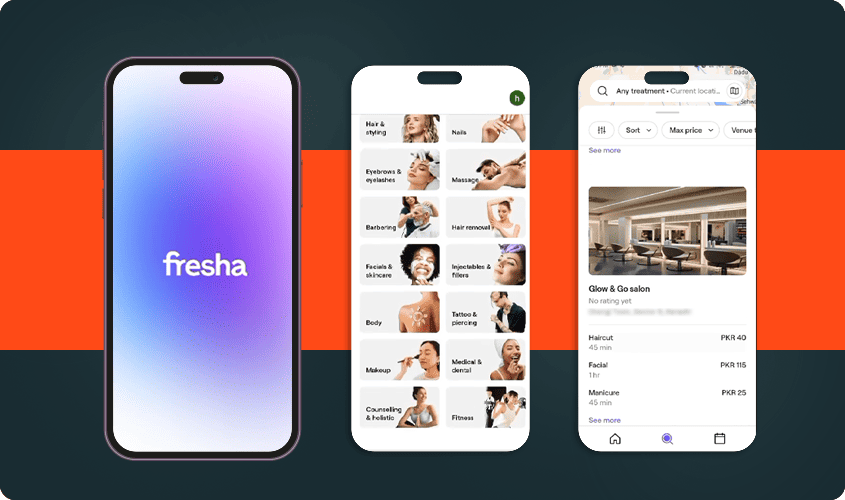 fresha
h
Hair &
styling
Nails
Eyebrows &
eyelashes
Massage
Barbering
Hair removal
Facials &
skincare
Injectables &
fillers
Body
Tattoo &
piercing
Makeup
Medical &
dental
Counselling
& holistic
Fitness
Dadu
Any treatment • Current locati...
Sort
Max price
Venue t
See more
Glow & Go salon
No rating yet
Haircut PKR 40
45 min
Facial PKR 115
1 hr
Manicure PKR 25
45 min
See more